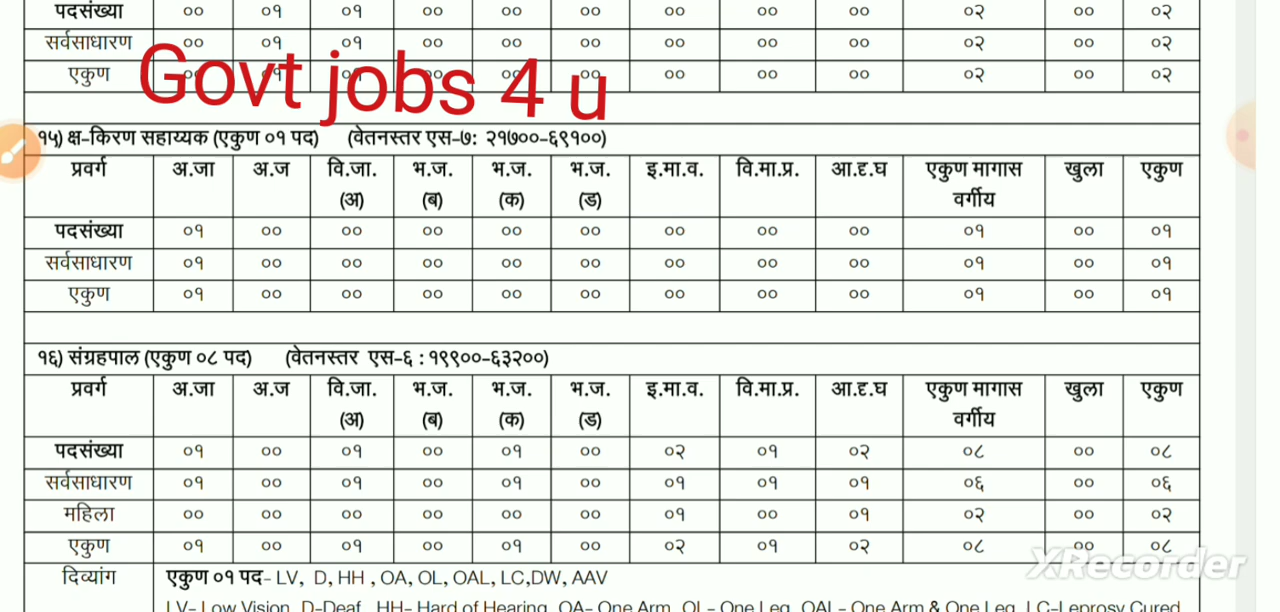 पदसंख्या ०० ०१ ०१ ०० ०० ०० ०० ०० ०० ०२ ०० ०२
सर्वसाधारण ०० ०१ ०१ ०० ०० ०० ०० ०० ०० ०२ ०० ०२
एकुण ०० ०१ ०१ ०० ०० ०० ०० ०० ०० ०२ ०० ०२
Govt jobs 4 u
१५) क्ष-किरण सहाय्यक (एकुण ०१ पद) (वेतनस्तर एस-७: २१७००-६९१००)
प्रवर्ग अ.जा अ.ज वि.जा. (अ) भ.ज. (ब) भ.ज. (क) भ.ज. (ड) इ.मा.व. वि.मा.प्र. आ.दृ.घ एकुण मागास वर्गीय खुला एकुण
पदसंख्या ०१ ०० ०० ०० ०० ०० ०० ०० ०० ०१ ०० ०१
सर्वसाधारण ०१ ०० ०० ०० ०० ०० ०० ०० ०० ०१ ०० ०१
एकुण ०१ ०० ०० ०० ०० ०० ०० ०० ०० ०१ ०० ०१
१६) संग्रहपाल (एकुण ०८ पद) (वेतनस्तर एस-६ : १९९००-६३२००)
प्रवर्ग अ.जा अ.ज वि.जा. (अ) भ.ज. (ब) भ.ज. (क) भ.ज. (ड) इ.मा.व. वि.मा.प्र. आ.दृ.घ एकुण मागास वर्गीय खुला एकुण
पदसंख्या ०१ ०० ०१ ०० ०१ ०० ०२ ०१ ०२ ०८ ०० ०८
सर्वसाधारण ०१ ०० ०१ ०० ०१ ०० ०१ ०१ ०१ ०६ ०० ०६
महिला ०० ०० ०० ०० ०० ०० ०१ ०० ०१ ०२ ०० ०२
एकुण ०१ ०० ०१ ०० ०१ ०० ०२ ०१ ०२ ०८ ०० ०८
XRecorder
दिव्यांग एकुण ०१ पद- LV, D, HH , OA, OL, OAL, LC,DW, AAV
LV- Low Vision, D-Deaf, HH- Hard of Hearing, OA- One Arm, OL- One Leg, OAL- One Arm & One Leg, LC-Leprosy Cured